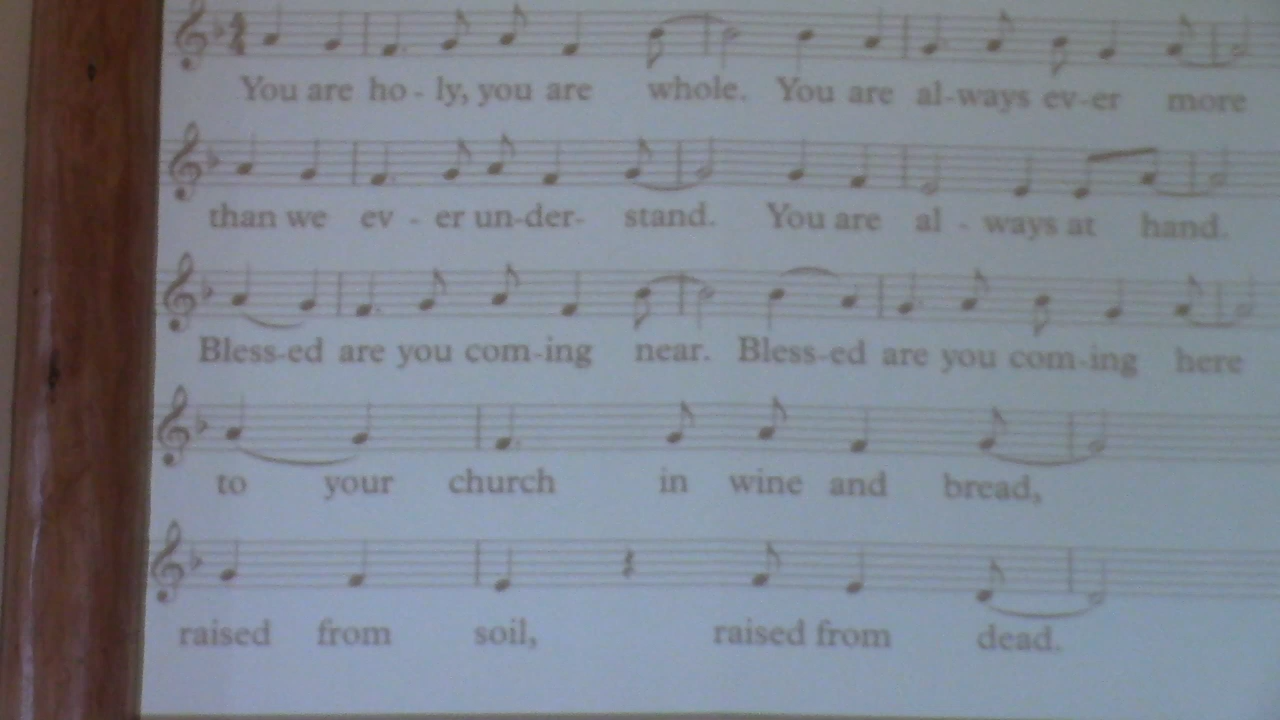 You are ho - ly, you are whole. You are al-ways ev-er more
than we ev - er un-der- stand. You are al - ways at hand.
Bless-ed are you com-ing near. Bless-ed are you com-ing here
to your church in wine and bread,
raised from soil, raised from dead.